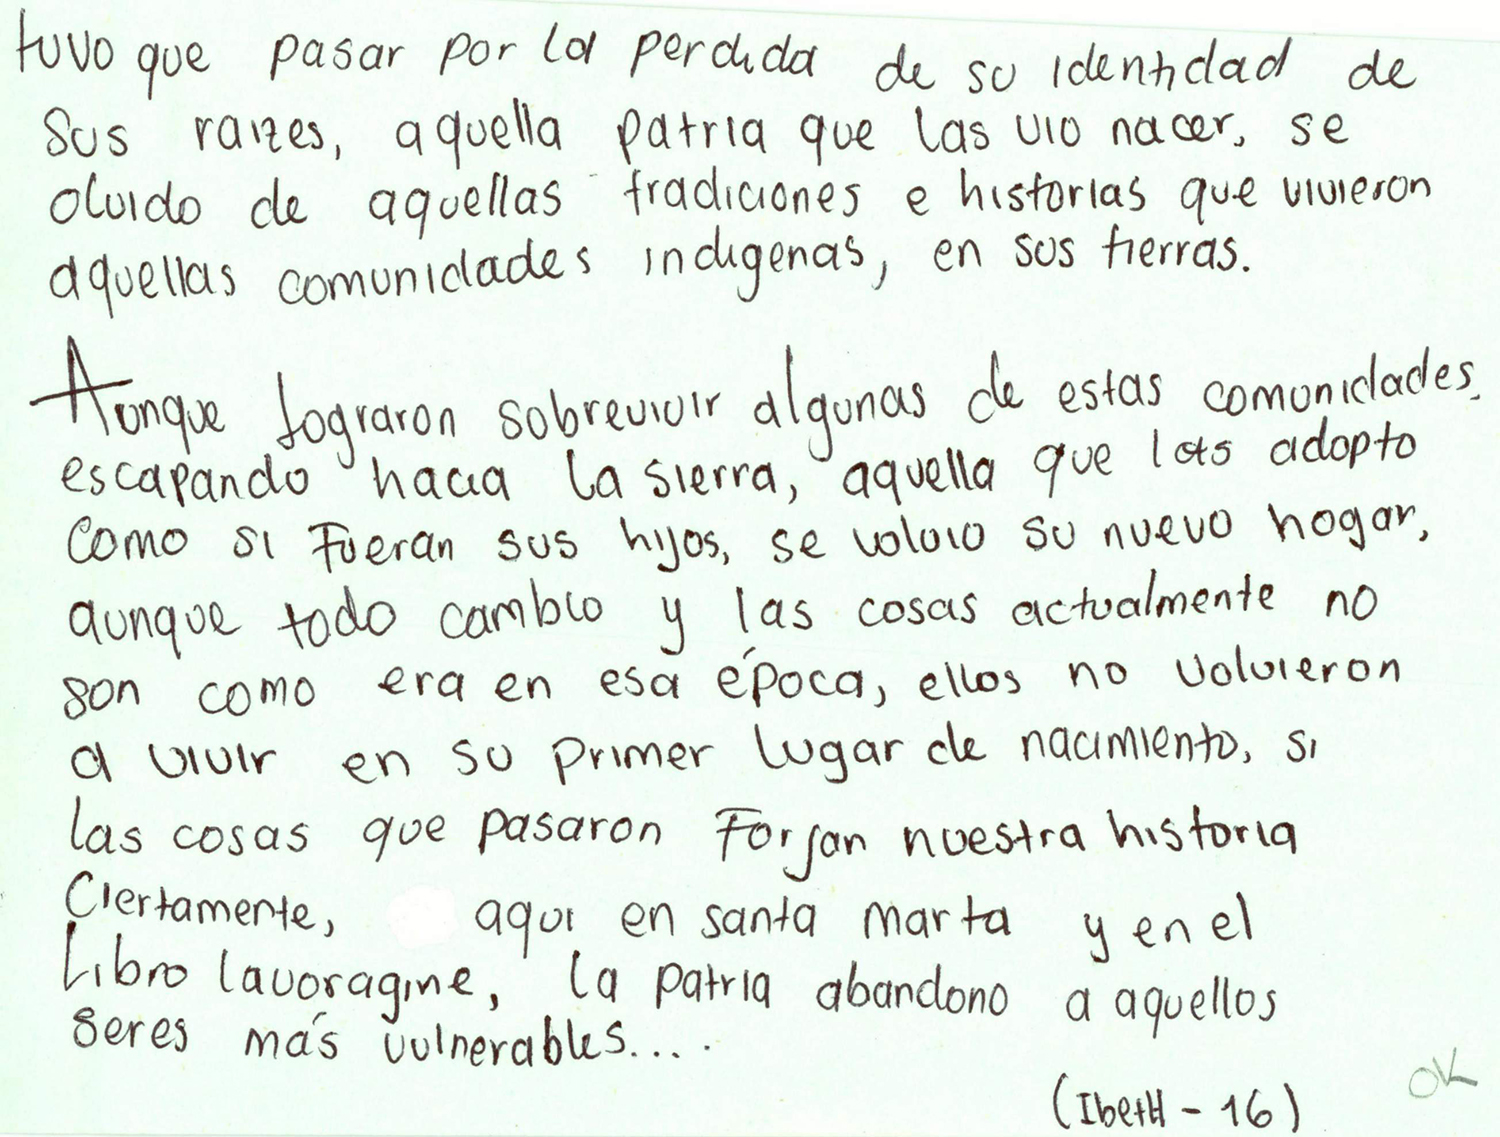 tuvo que pasar por la perdida de su identidad de
sus raizes, aquella patria que las vio nacer, se
olvido de aquellas tradiciones e historias que vivieron
aquellas comunidades indigenas, en sus tierras.
Aunque lograron sobrevivir algunas de estas comunidades.
escapando hacia la sierra, aquella que las adopto
como si Fueran sus hijos, se volvio su nuevo hogar,
aunque todo cambio y las cosas actualmente no
son como era en esa época, ellos no volvieron
a vivir en su primer lugar de nacimiento, si
las cosas que pasaron Forjan nuestra historia
Ciertamente, aqui en santa Marta y en el
Libro lavoragine, la patria abandono a aquellos
seres más vulnerables....
(IbetH - 16)
OK